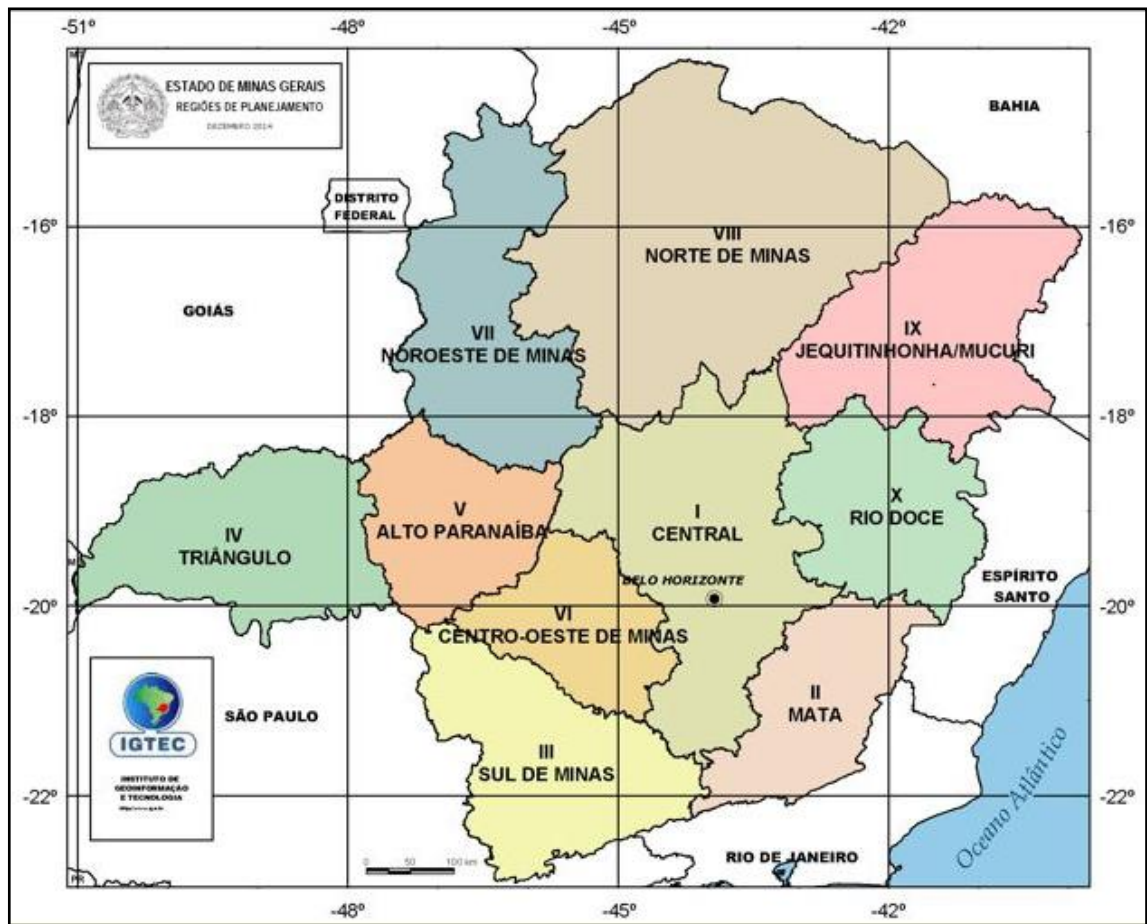 -51º
-48º
-45º
-42º
ESTADO DE MINAS GERAIS
REGIÕES DE PLANEJAMENTO
DEZEMBRO 2014
BAHIA
DISTRITO
FEDERAL
-16º
-16º
VIII
NORTE DE MINAS
GOIÁS
VII
NOROESTE DE MINAS
IX
JEQUITINHONHA/MUCURI
-18º
-18º
V
ALTO PARANAÍBA
I
CENTRAL
X
RIO DOCE
IV
TRIÂNGULO
BELO HORIZONTE
ESPÍRITO
SANTO
-20º
-20º
VI
CENTRO-OESTE DE MINAS
II
MATA
SÃO PAULO
IGTEC
INSTITUTO DE
GEOINFORMAÇÃO
E TECNOLOGIA
III
SUL DE MINAS
Oceano Atlântico
-22º
-22º
0 50 100 km
RIO DE JANEIRO
PR
-48º
-45º
-42º